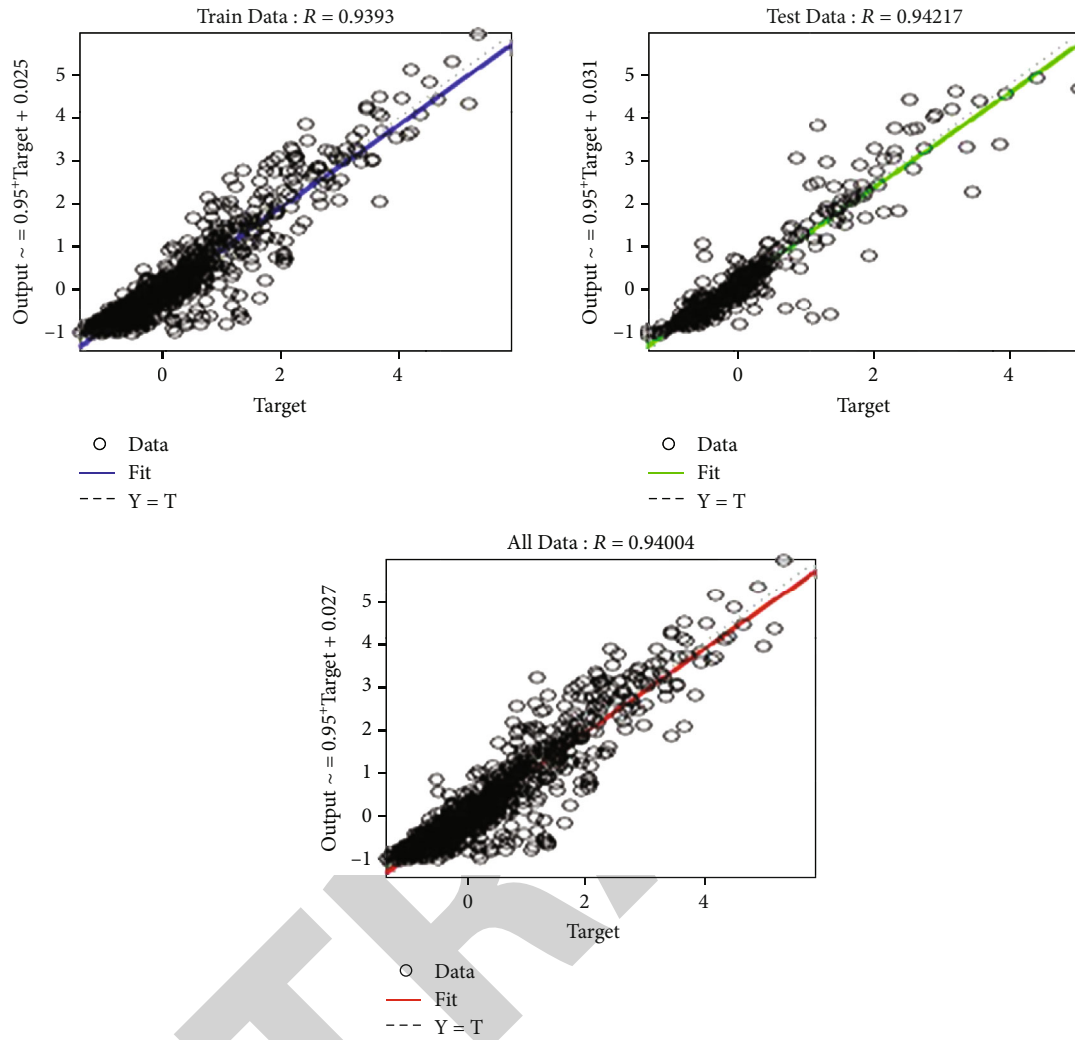 Train Data : R = 0.9393
Output ~ = 0.95+Target + 0.025
5
4
3
2
1
0
–1
0 2 4
Target
Data
Fit
Y = T
Test Data : R = 0.94217
Output ~ = 0.95+Target + 0.031
5
4
3
2
1
0
–1
0 2 4
Target
Data
Fit
Y = T
All Data : R = 0.94004
Output ~ = 0.95+Target + 0.027
5
4
3
2
1
0
–1
0 2 4
Target
Data
Fit
Y = T